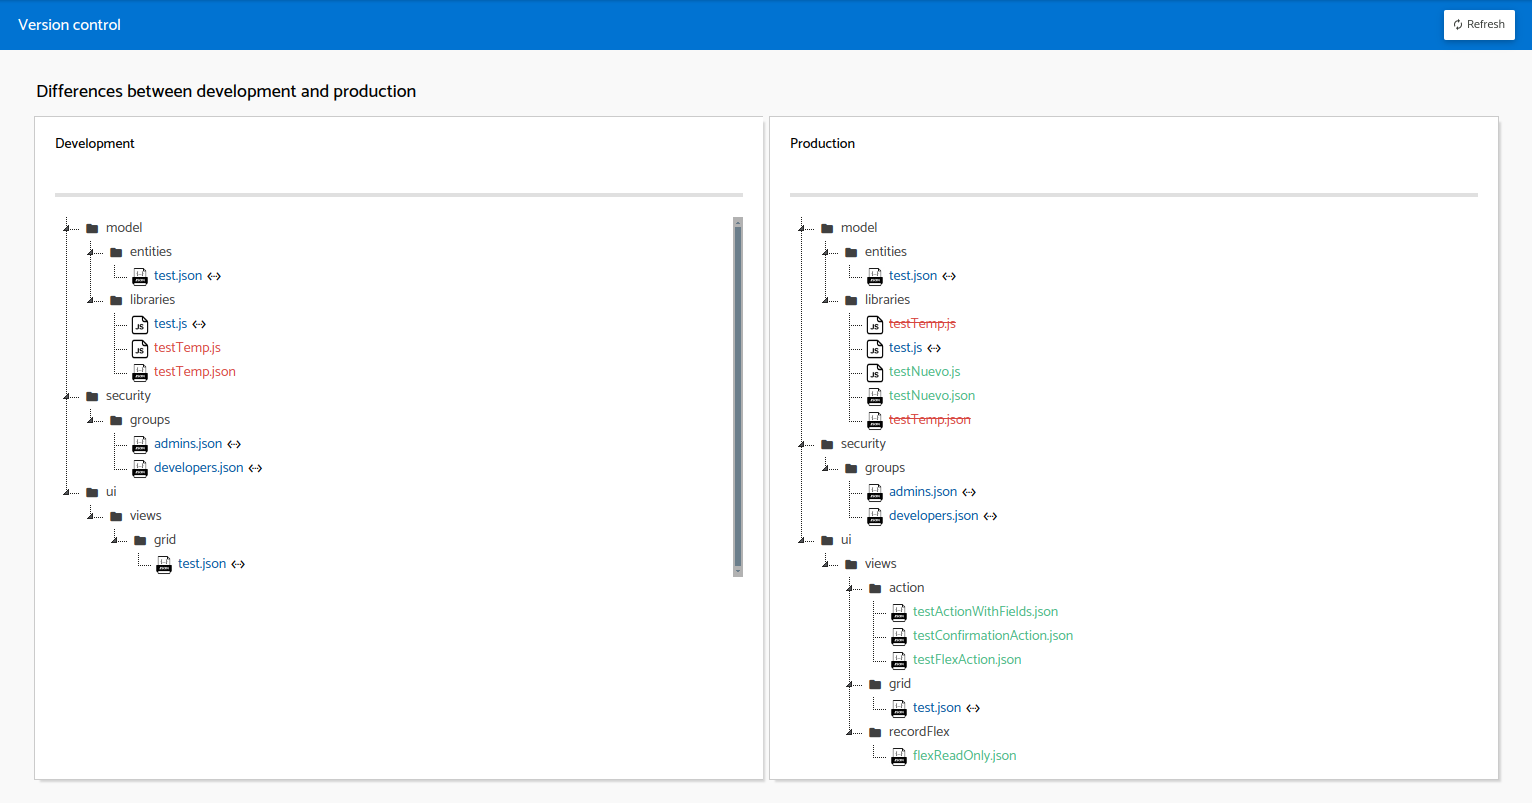 Version control
Refresh
Differences between development and production
Development
model
entities
test.json
libraries
test.js
testTemp.js
testTemp.json
security
groups
admins.json
developers.json
ui
views
grid
test.json
Production
model
entities
test.json
libraries
testTemp.js
test.js
testNuevo.js
testNuevo.json
testTemp.json
security
groups
admins.json
developers.json
ui
views
action
testActionWithFields.json
testConfirmationAction.json
testFlexAction.json
grid
test.json
recordFlex
flexReadOnly.json